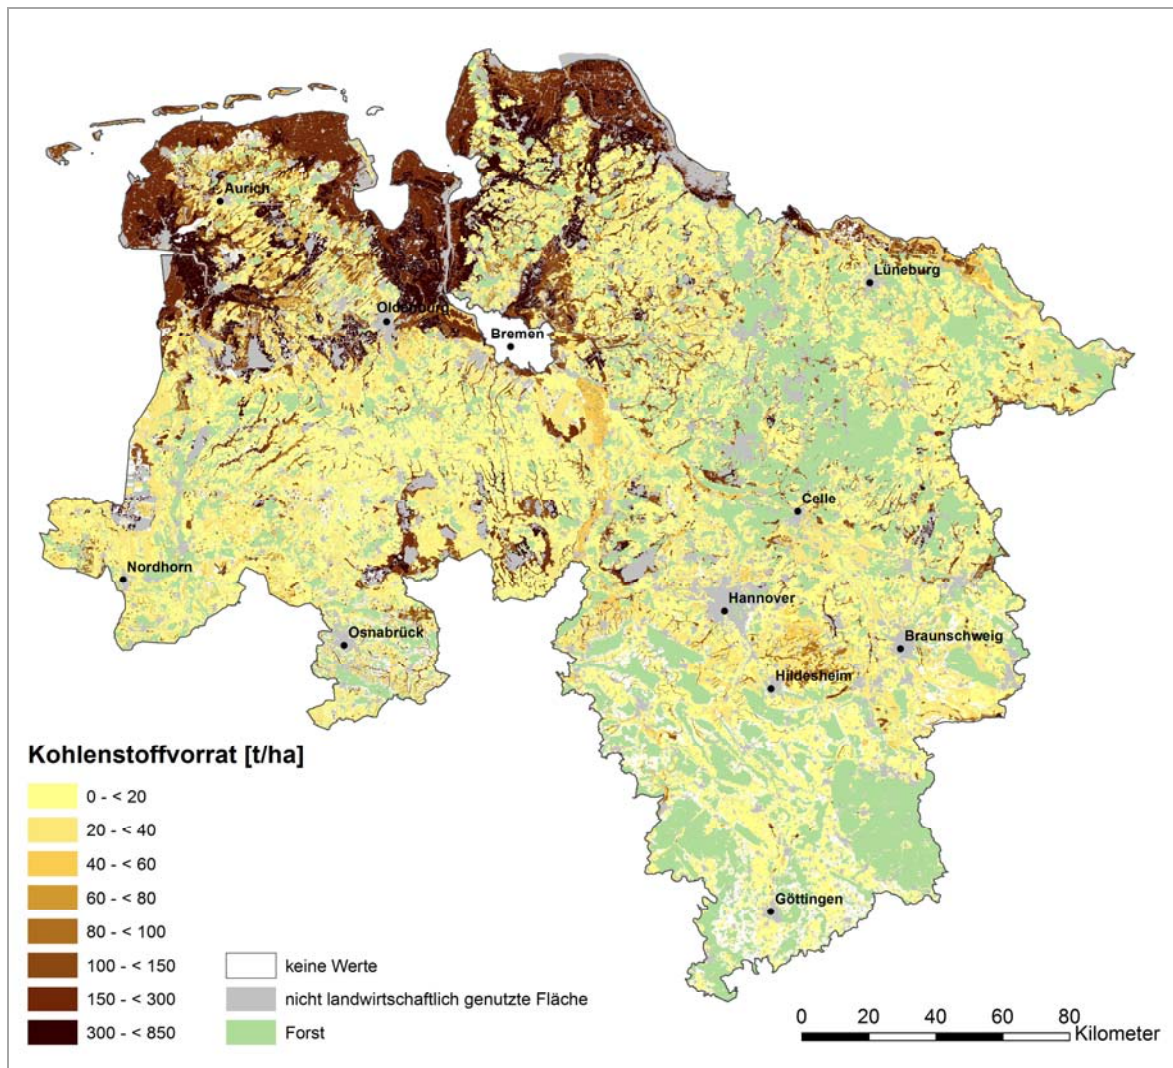 Aurich
Lüneburg
Oldenburg
Bremen
Celle
Nordhorn
Hannover
Osnabrück
Braunschweig
Hildesheim
Göttingen
Kohlenstoffvorrat [t/ha]
0 - < 20
20 - < 40
40 - < 60
60 - < 80
80 - < 100
100 - < 150
150 - < 300
300 - < 850
keine Werte
nicht landwirtschaftlich genutzte Fläche
Forst
0 20 40 60 80
Kilometer